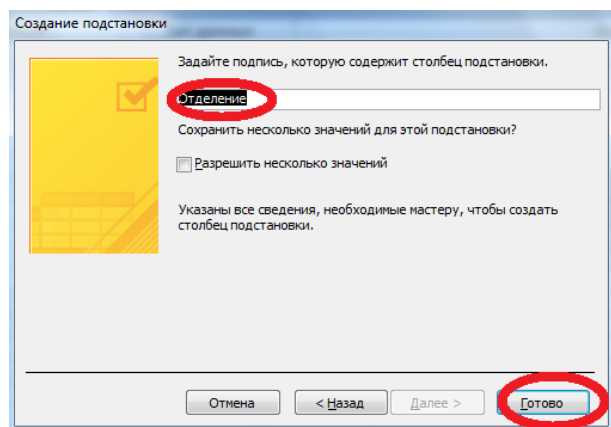 Создание подстановки
Задайте подпись, которую содержит столбец подстановки.
Отделение
Сохранить несколько значений для этой подстановки?
Разрешить несколько значений
Указаны все сведения, необходимые мастеру, чтобы создать
столбец подстановки.
Отмена < Назад Далее > Готово